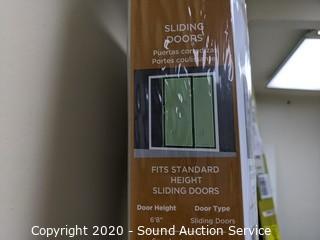 SLIDING
DOORS
Puertas corredizas
Portes coulissantes
FITS STANDARD
HEIGHT
SLIDING DOORS
Door Height Door Type
6'8" Sliding Doors
Copyright 2020 - Sound Auction Service